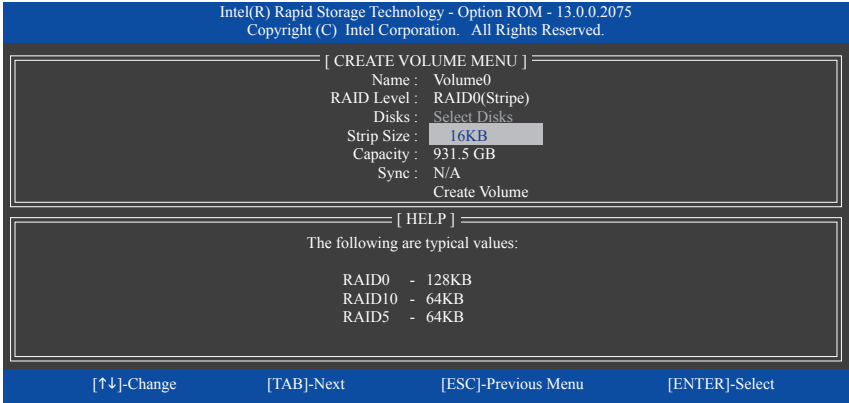 Intel(R) Rapid Storage Technology - Option ROM - 13.0.0.2075
Copyright (C) Intel Corporation. All Rights Reserved.
[ CREATE VOLUME MENU ]
Name : Volume0
RAID Level : RAID0(Stripe)
Disks : Select Disks
Strip Size : 16KB
Capacity : 931.5 GB
Sync : N/A
Create Volume
[ HELP ]
The following are typical values:
RAID0 - 128KB
RAID10 - 64KB
RAID5 - 64KB
[↑↓]-Change [TAB]-Next [ESC]-Previous Menu [ENTER]-Select